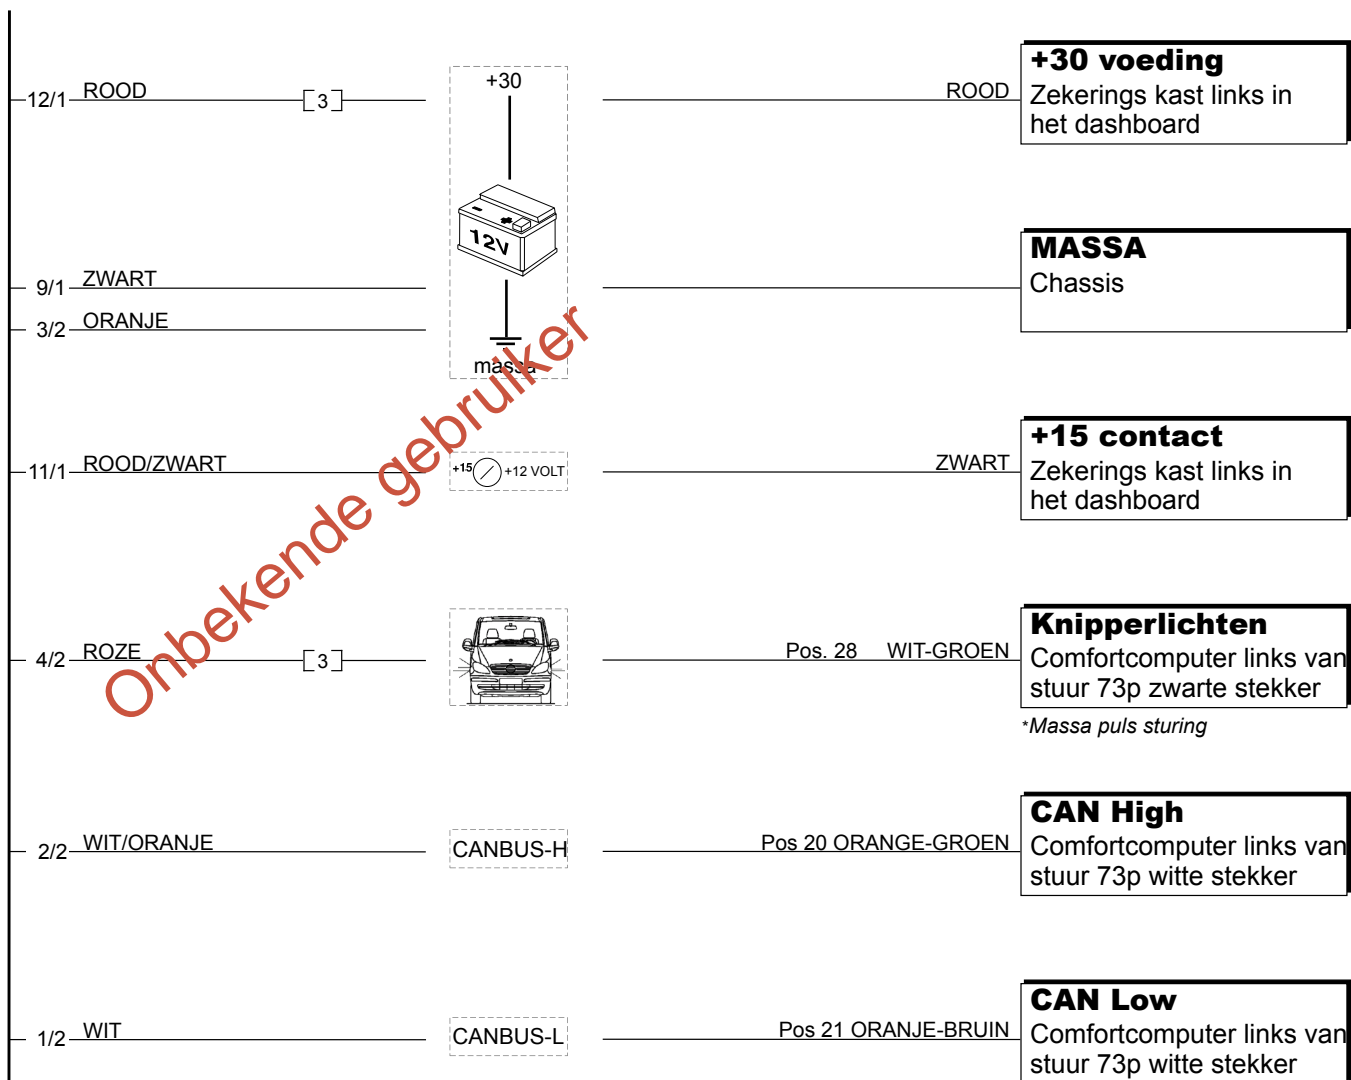 12/1 ROOD [3] +30 ROOD
+30 voeding
Zekerings kast links in
het dashboard
12V
9/1 ZWART
MASSA
Chassis
3/2 ORANJE
massa
11/1 ROOD/ZWART +15 +12 VOLT ZWART
+15 contact
Zekerings kast links in
het dashboard
Onbekende gebruiker
4/2 ROZE [3] Pos. 28 WIT-GROEN
Knipperlichten
Comfortcomputer links van
stuur 73p zwarte stekker
*Massa puls sturing
2/2 WIT/ORANJE CANBUS-H Pos 20 ORANGE-GROEN
CAN High
Comfortcomputer links van
stuur 73p witte stekker
1/2 WIT CANBUS-L Pos 21 ORANJE-BRUIN
CAN Low
Comfortcomputer links van
stuur 73p witte stekker